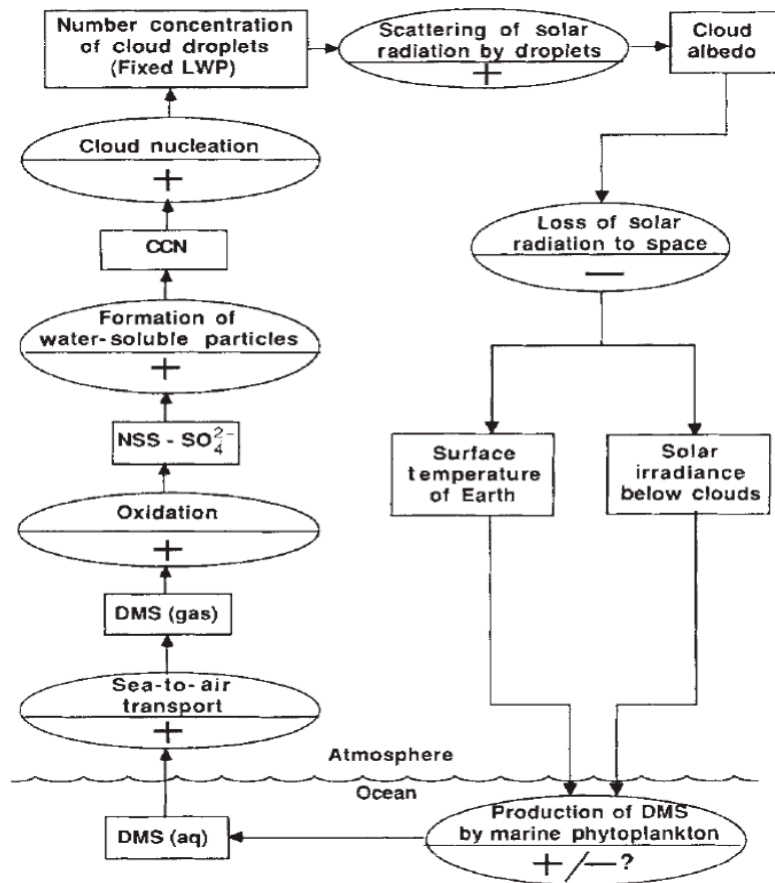 Number concentration
of cloud droplets
(Fixed LWP)
Scattering of solar
radiation by droplets
+
Cloud
albedo
Cloud nucleation
+
Loss of solar
radiation to space
—
CCN
Formation of
water-soluble particles
+
NSS - SO₄²⁻
Surface
temperature
of Earth
Solar
irradiance
below clouds
Oxidation
+
DMS (gas)
Sea-to-air
transport
+
Atmosphere
Ocean
DMS (aq)
Production of DMS
by marine phytoplankton
+/—?